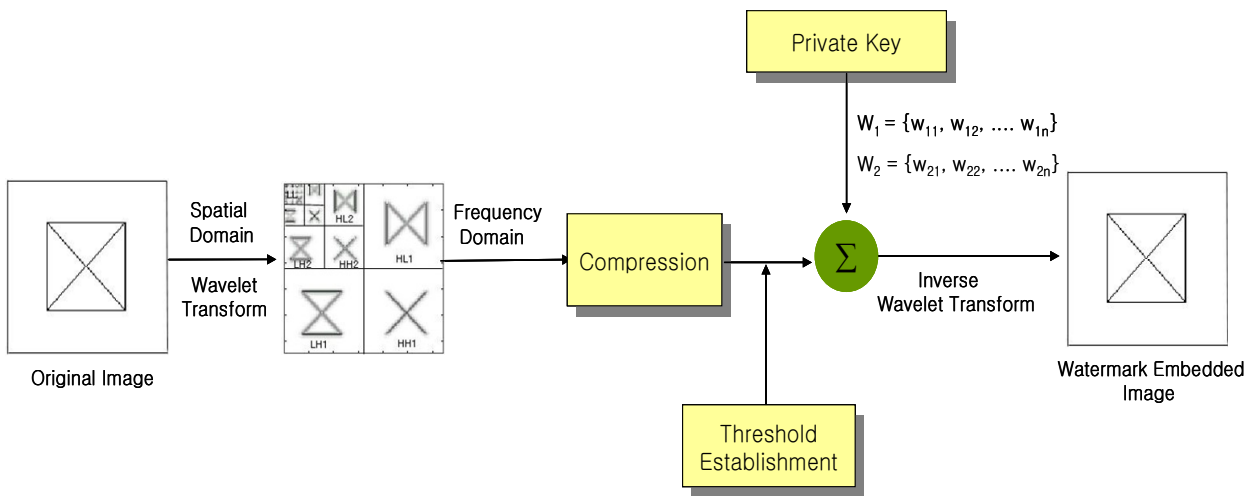 Private Key
W₁ = {w₁₁, w₁₂, .... w₁ₙ}
W₂ = {w₂₁, w₂₂, .... w₂ₙ}
Spatial
Domain
Wavelet
Transform
HL2
LH2
HH2
HL1
LH1
HH1
Frequency
Domain
Compression
Σ
Inverse
Wavelet Transform
Original Image
Watermark Embedded
Image
Threshold
Establishment